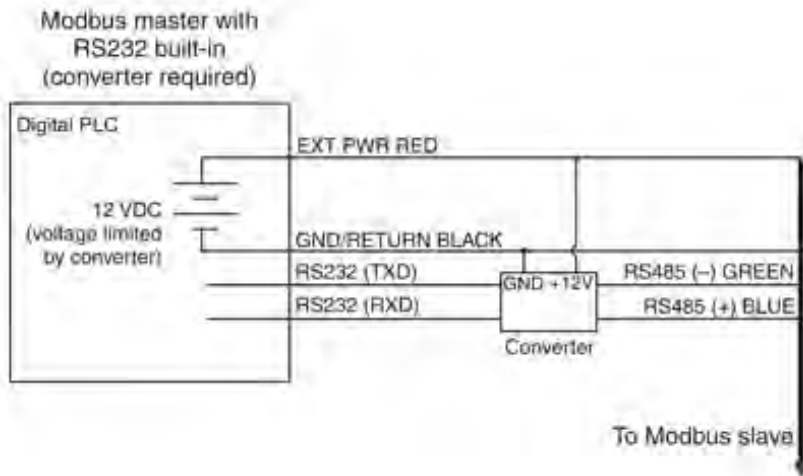 Modbus master with
RS232 built-in
(converter required)
Digital PLC
EXT PWR RED
12 VDC
(voltage limited
by converter)
GND/RETURN BLACK
RS232 (TXD)
GND +12V
RS485 (–) GREEN
RS232 (RXD)
RS485 (+) BLUE
Converter
To Modbus slave